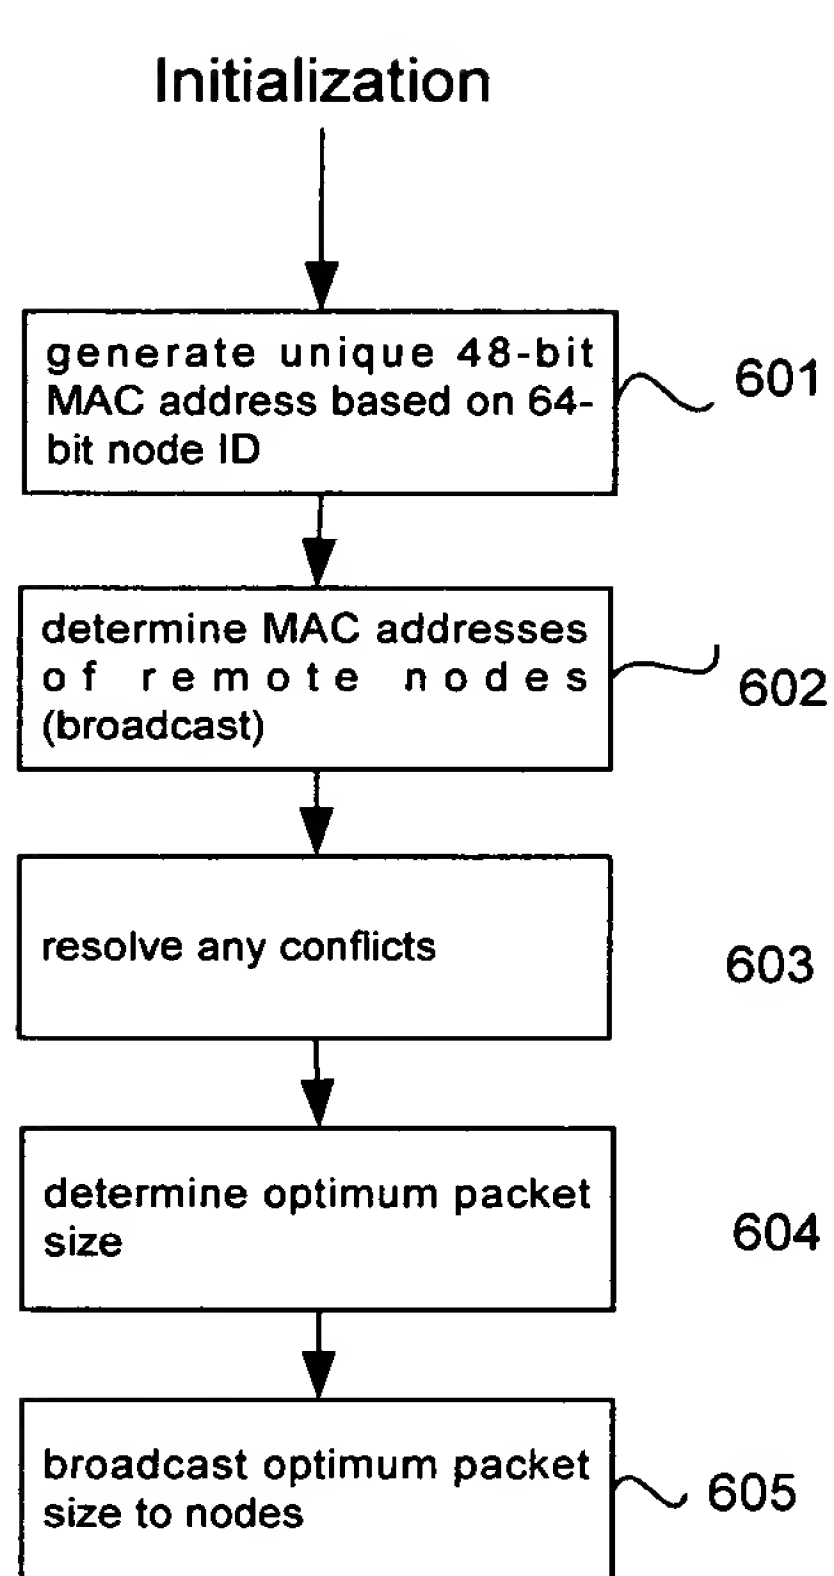 Initialization
generate unique 48-bit
MAC address based on 64-
bit node ID
601
determine MAC addresses
of remote nodes
(broadcast)
602
resolve any conflicts
603
determine optimum packet
size
604
broadcast optimum packet
size to nodes
605